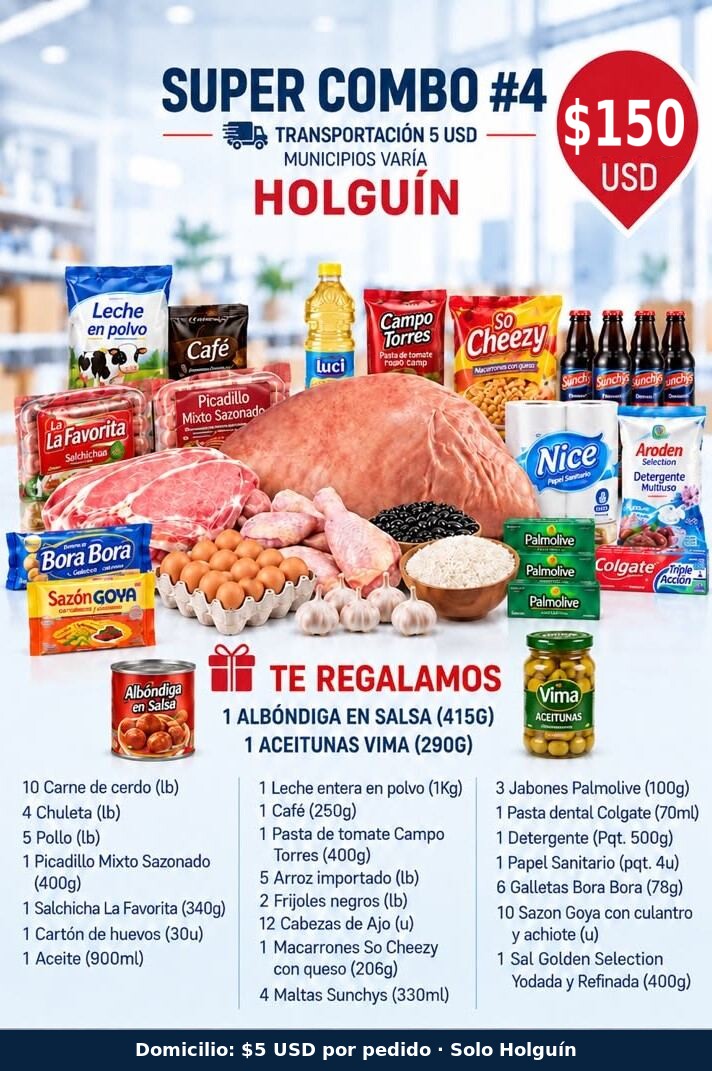 SUPER COMBO #4
$150
USD
TRANSPORTACIÓN 5 USD
MUNICIPIOS VARÍA
HOLGUÍN
Leche
en polvo
Café
luci
Campo
Torres
Pasta de tomate
So
Cheezy
Macarrones con queso
Sunchy
Sunchys
Sunchys
Sunchys
La
La Favorita
Salchichas
Picadillo
Mixto Sazonado
Nice
Papel Sanitario
Aroden
Selection
Detergente
Multiuso
Bora Bora
Sazón GOYA
Palmolive
Palmolive
Palmolive
Colgate
Triple
Acción
Albóndiga
en Salsa
TE REGALAMOS
1 ALBÓNDIGA EN SALSA (415G)
1 ACEITUNAS VIMA (290G)
Vima
ACEITUNAS
10 Carne de cerdo (lb)
4 Chuleta (lb)
5 Pollo (lb)
1 Picadillo Mixto Sazonado
(400g)
1 Salchicha La Favorita (340g)
1 Cartón de huevos (30u)
1 Aceite (900ml)
1 Leche entera en polvo (1Kg)
1 Café (250g)
1 Pasta de tomate Campo
Torres (400g)
5 Arroz importado (lb)
2 Frijoles negros (lb)
12 Cabezas de Ajo (u)
1 Macarrones So Cheezy
con queso (206g)
4 Maltas Sunchys (330ml)
3 Jabones Palmolive (100g)
1 Pasta dental Colgate (70ml)
1 Detergente (Pqt. 500g)
1 Papel Sanitario (pqt. 4u)
6 Galletas Bora Bora (78g)
10 Sazon Goya con culantro
y achiote (u)
1 Sal Golden Selection
Yodada y Refinada (400g)
Domicilio: $5 USD por pedido · Solo Holguín